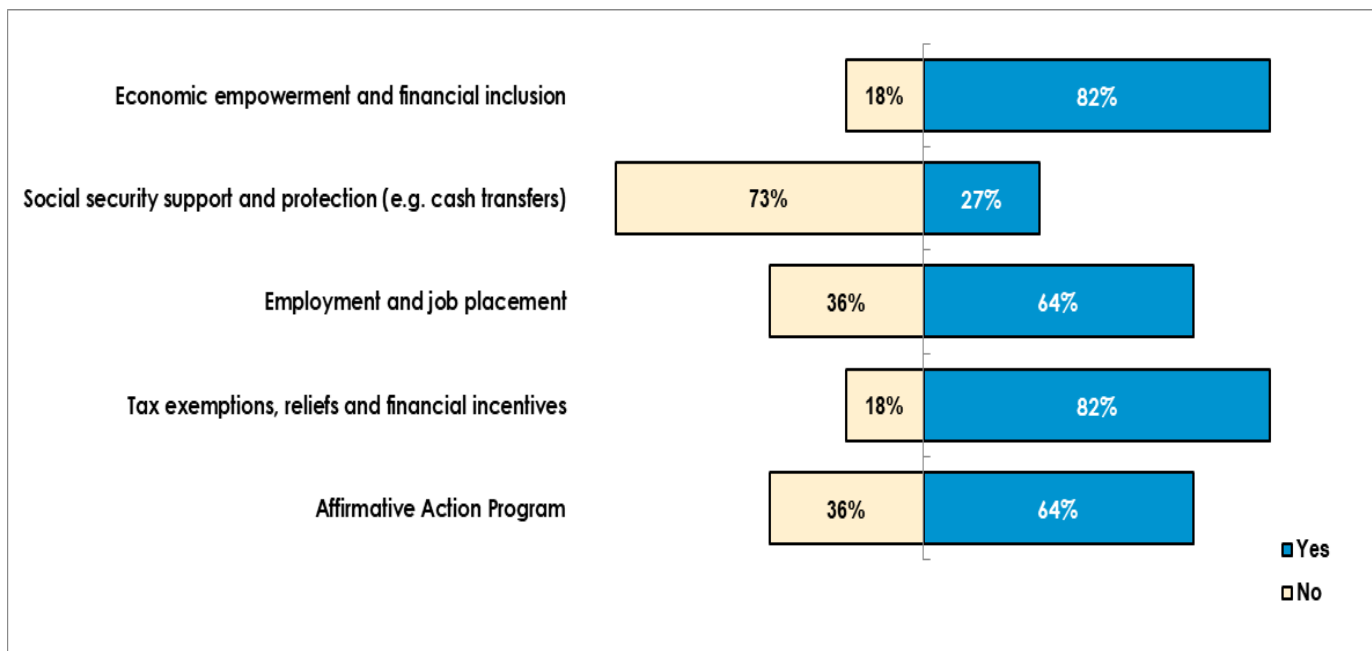 Economic empowerment and financial inclusion 18% 82%
Social security support and protection (e.g. cash transfers) 73% 27%
Employment and job placement 36% 64%
Tax exemptions, reliefs and financial incentives 18% 82%
Affirmative Action Program 36% 64%
Yes
No